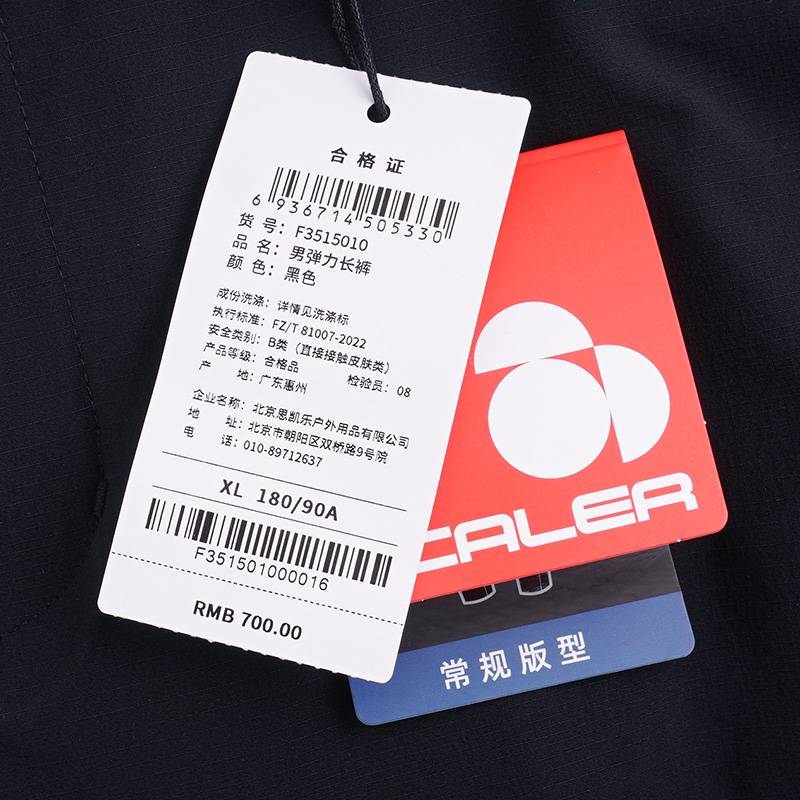 合格证
6 936714 505330
货号：F3515010
品名：男弹力长裤
颜色：黑色
成份洗涤：详情见洗涤标
执行标准：FZ/T 81007-2022
安全类别：B类（直接接触皮肤类）
产品等级：合格品 检验员：08
产 地：广东惠州
企业名称：北京思凯乐户外用品有限公司
地 址：北京市朝阳区双桥路9号院
电 话：010-89712637
XL 180/90A
F351501000016
RMB 700.00
CALER
常规版型